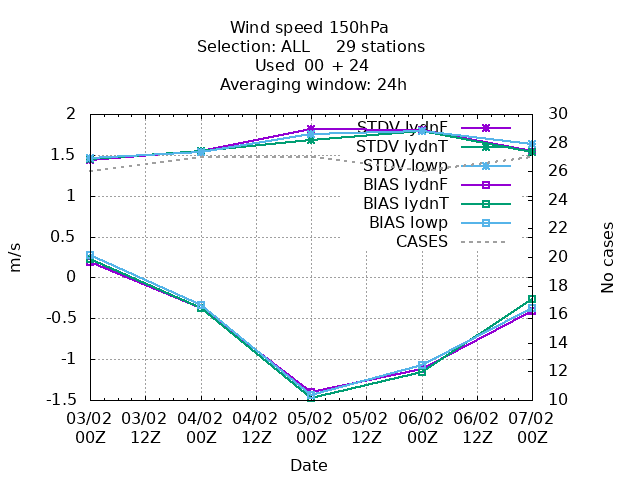 Wind speed 150hPa
Selection: ALL 29 stations
Used 00 + 24
Averaging window: 24h
2
1.5
1
0.5
0
-0.5
-1
-1.5
m/s
30
28
26
24
22
20
18
16
14
12
10
No cases
STDV lydnF
STDV lydnT
STDV lowp
BIAS lydnF
BIAS lydnT
BIAS lowp
CASES
03/02 03/02 04/02 04/02 05/02 05/02 06/02 06/02 07/02
00Z 12Z 00Z 12Z 00Z 12Z 00Z 12Z 00Z
Date